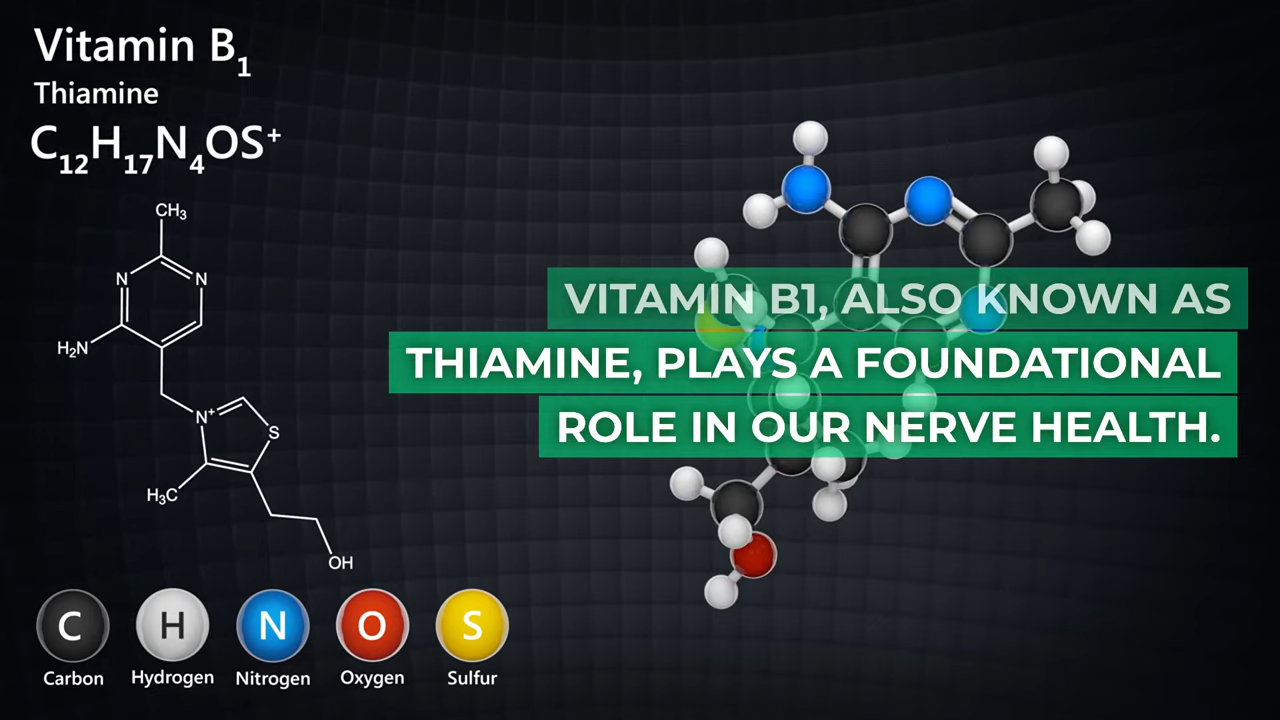 Vitamin B₁
Thiamine
C₁₂H₁₇N₄OS⁺
CH₃
N
N
H₂N
N⁺
S
H₃C
OH
VITAMIN B1, ALSO KNOWN AS
THIAMINE, PLAYS A FOUNDATIONAL
ROLE IN OUR NERVE HEALTH.
C H N O S
Carbon Hydrogen Nitrogen Oxygen Sulfur